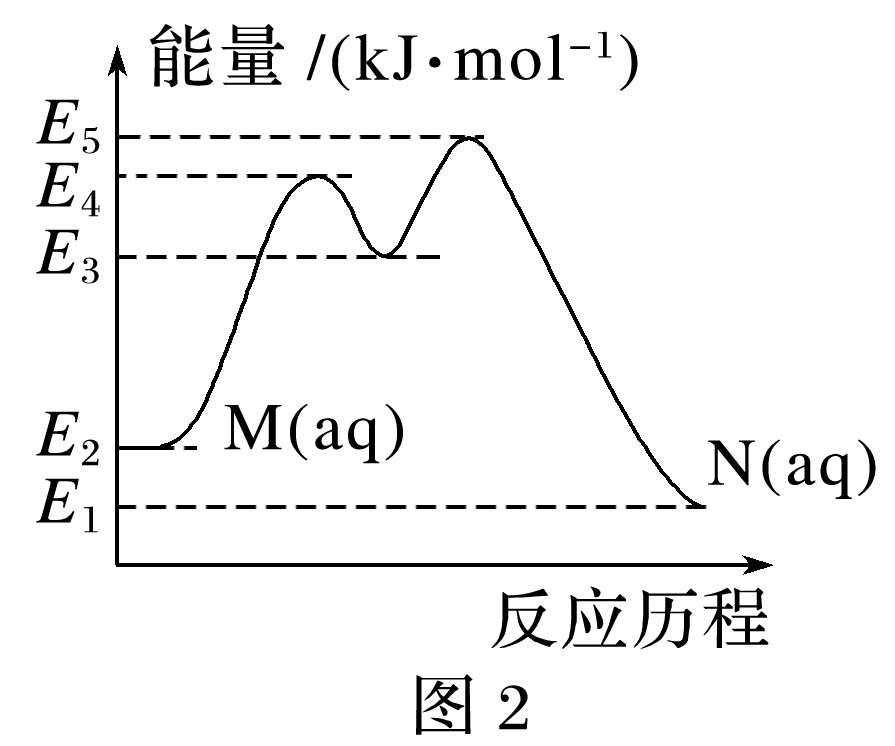 能量 /(kJ·mol⁻¹)
E₅
E₄
E₃
E₂
M(aq)
N(aq)
E₁
反应历程
图 2